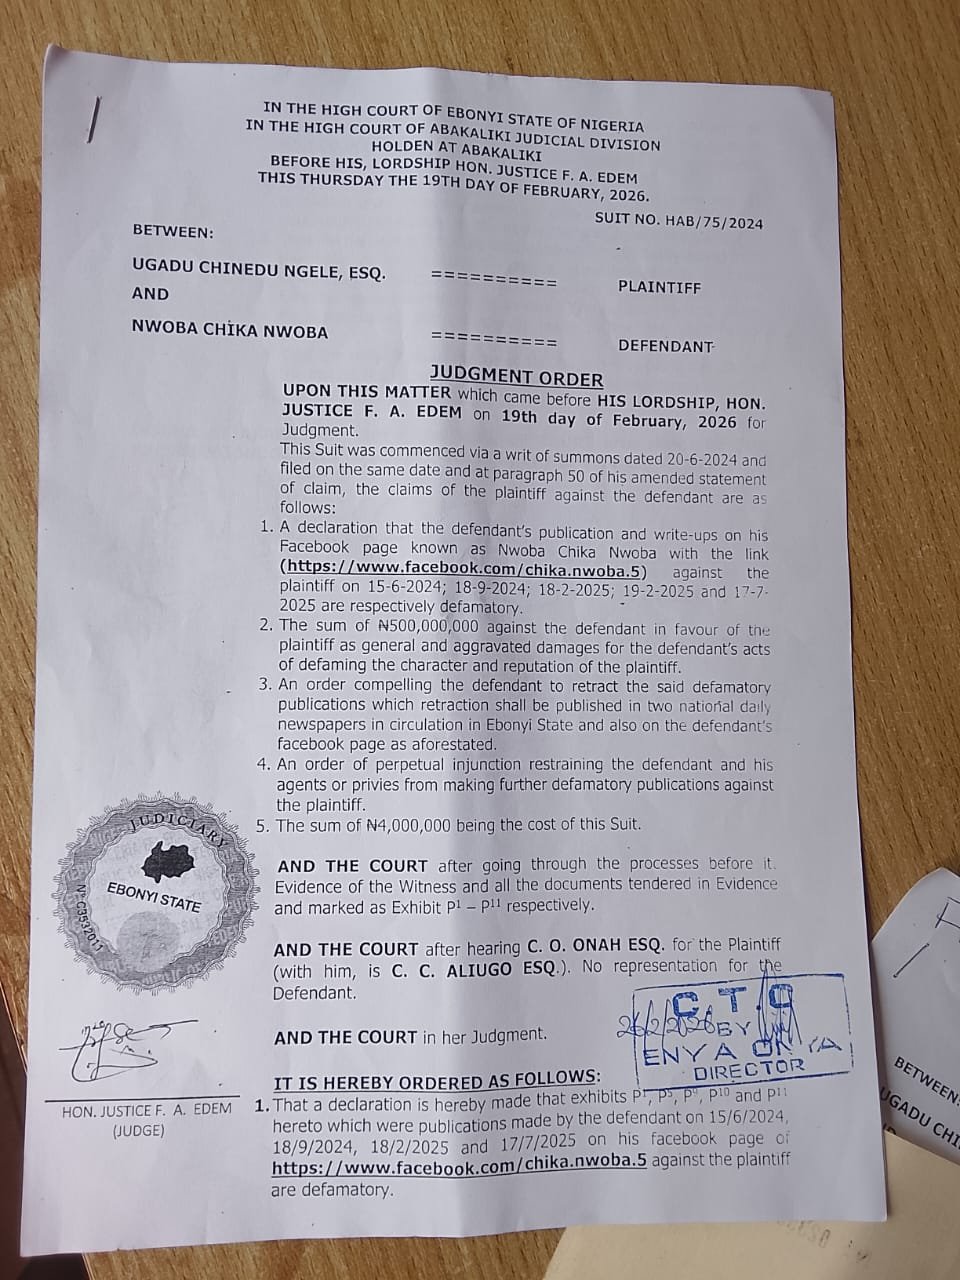 IN THE HIGH COURT OF EBONYI STATE OF NIGERIA
IN THE HIGH COURT OF ABAKALIKI JUDICIAL DIVISION
HOLDEN AT ABAKALIKI
BEFORE HIS, LORDSHIP HON. JUSTICE F. A. EDEM
THIS THURSDAY THE 19TH DAY OF FEBRUARY, 2026.
SUIT NO. HAB/75/2024
BETWEEN:
UGADU CHINEDU NGELE, ESQ. ========== PLAINTIFF
AND
NWOBA CHIKA NWOBA ========== DEFENDANT
JUDGMENT ORDER
UPON THIS MATTER which came before HIS LORDSHIP, HON.
JUSTICE F. A. EDEM on 19th day of February, 2026 for
Judgment.
This Suit was commenced via a writ of summons dated 20-6-2024 and
filed on the same date and at paragraph 50 of his amended statement
of claim, the claims of the plaintiff against the defendant are as
follows:
1. A declaration that the defendant's publication and write-ups on his
Facebook page known as Nwoba Chika Nwoba with the link
(https://www.facebook.com/chika.nwoba.5) against the
plaintiff on 15-6-2024; 18-9-2024; 18-2-2025; 19-2-2025 and 17-7-
2025 are respectively defamatory.
2. The sum of ₦500,000,000 against the defendant in favour of the
plaintiff as general and aggravated damages for the defendant's acts
of defaming the character and reputation of the plaintiff.
3. An order compelling the defendant to retract the said defamatory
publications which retraction shall be published in two national daily
newspapers in circulation in Ebonyi State and also on the defendant's
facebook page as aforestated.
4. An order of perpetual injunction restraining the defendant and his
agents or privies from making further defamatory publications against
the plaintiff.
5. The sum of ₦4,000,000 being the cost of this Suit.
AND THE COURT after going through the processes before it.
Evidence of the Witness and all the documents tendered in Evidence
and marked as Exhibit P¹ – P¹¹ respectively.
AND THE COURT after hearing C. O. ONAH ESQ. for the Plaintiff
(with him, is C. C. ALIUGO ESQ.). No representation for the
Defendant.
AND THE COURT in her Judgment.
IT IS HEREBY ORDERED AS FOLLOWS:
1. That a declaration is hereby made that exhibits P¹, P⁵, P⁹, P¹⁰ and P¹¹
hereto which were publications made by the defendant on 15/6/2024,
18/9/2024, 18/2/2025 and 17/7/2025 on his facebook page of
https://www.facebook.com/chika.nwoba.5 against the plaintiff
are defamatory.
JUDICIARY
EBONYI STATE
Nº C3532011
HON. JUSTICE F. A. EDEM
(JUDGE)
C.T.C
26/2/2026 BY
ENYA
DIRECTOR
BETWEEN:
UGADU CHI